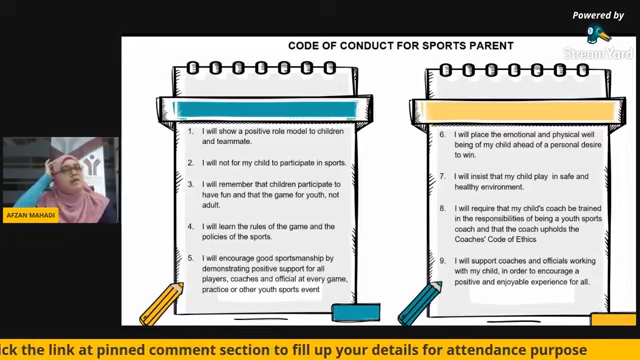 Powered by
StreamYard
CODE OF CONDUCT FOR SPORTS PARENT
1. I will show a positive role model to children
and teammate.
2. I will not for my child to participate in sports.
3. I will remember that children participate to
have fun and that the game for youth, not
adult.
4. I will learn the rules of the game and the
policies of the sports.
5. I will encourage good sportsmanship by
demonstrating positive support for all
players, coaches and official at every game,
practice or other youth sports event
6. I will place the emotional and physical well
being of my child ahead of a personal desire
to win.
7. I will insist that my child play in safe and
healthy environment.
8. I will require that my child's coach be trained
in the responsibilities of being a youth sports
coach and that the coach upholds the
Coaches' Code of Ethics
9. I will support coaches and officials working
with my child, in order to encourage a
positive and enjoyable experience for all.
AFZAN MAHADI
ick the link at pinned comment section to fill up your details for attendance purpose